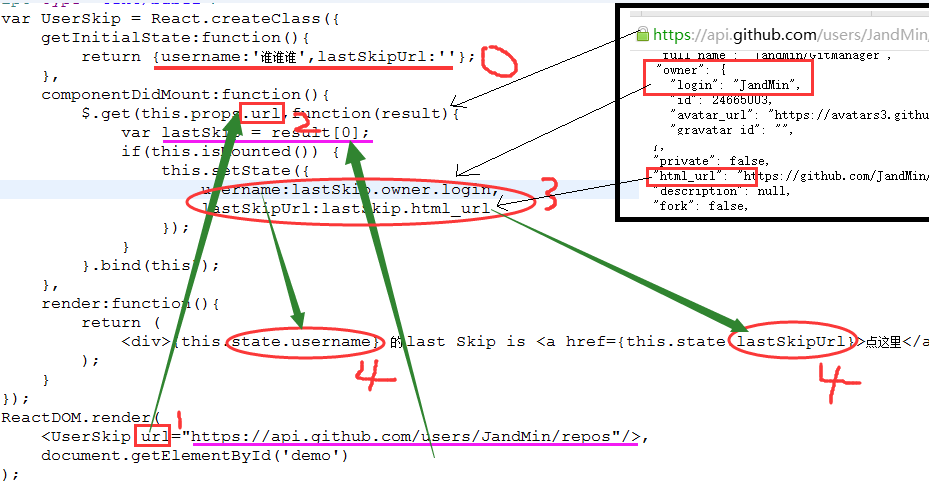 var UserSkip = React.createClass({
getInitialState:function(){
return {username:'谁谁谁',lastSkipUrl:''};
0
},
componentDidMount:function(){
$.get(this.props.url,function(result){
2
var lastSkip = result[0];
if(this.isMounted()) {
this.setState({
username:lastSkip.owner.login,
lastSkipUrl:lastSkip.html_url
3
});
}
}.bind(this));
},
render:function(){
return (
<div>{this.state.username} 的last Skip is <a href={this.state.lastSkipUrl}>点这里</a
4
4
);
}
});
ReactDOM.render(
1
<UserSkip url="https://api.github.com/users/JandMin/repos"/>,
document.getElementById('demo')
);
https://api.github.com/users/JandMin/
"full_name": "JandMin/Gitmanager",
"owner": {
"login": "JandMin",
"id": 24665003,
"avatar_url": "https://avatars3.gith
"gravatar_id": "",
},
"private": false,
"html_url": "https://github.com/JandMin/
"description": null,
"fork": false,